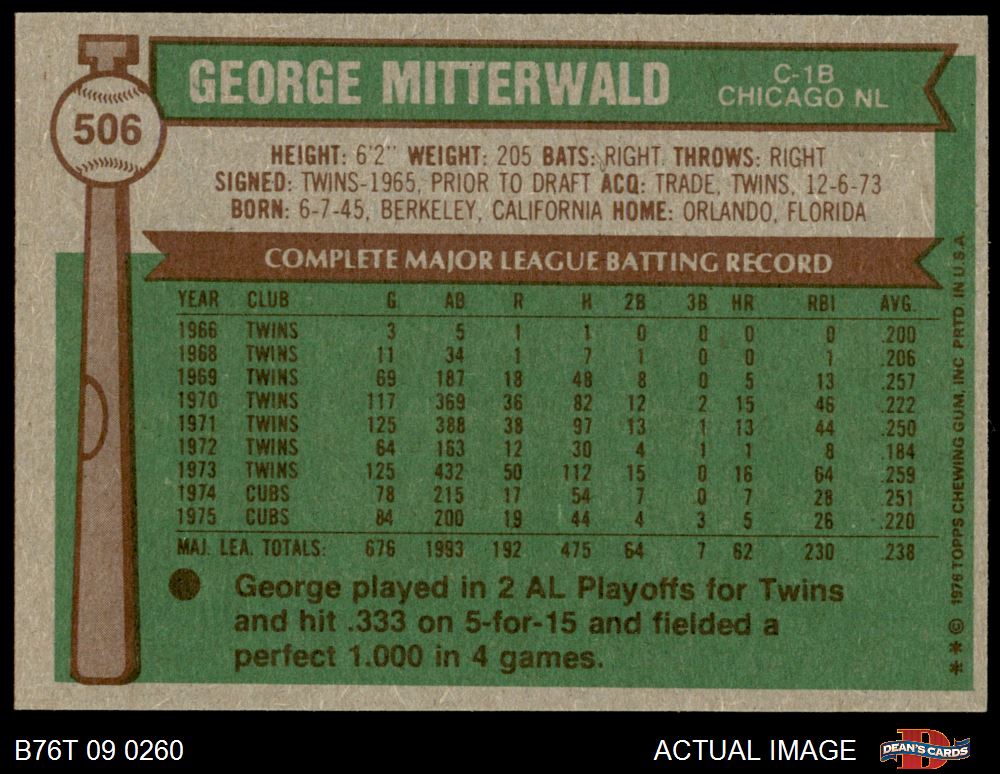 506
GEORGE MITTERWALD
C-1B
CHICAGO NL
HEIGHT: 6'2" WEIGHT: 205 BATS: RIGHT THROWS: RIGHT
SIGNED: TWINS-1965, PRIOR TO DRAFT ACQ: TRADE, TWINS, 12-6-73
BORN: 6-7-45, BERKELEY, CALIFORNIA HOME: ORLANDO, FLORIDA
COMPLETE MAJOR LEAGUE BATTING RECORD
YEAR CLUB G AB R H 2B 3B HR RBI AVG.
1966 TWINS 3 5 1 1 0 0 0 0 .200
1968 TWINS 11 34 1 7 1 0 0 1 .206
1969 TWINS 69 187 18 48 8 0 5 13 .257
1970 TWINS 117 369 36 82 12 2 15 46 .222
1971 TWINS 125 388 38 97 13 1 13 44 .250
1972 TWINS 64 163 12 30 4 1 1 8 .184
1973 TWINS 125 432 50 112 15 0 16 64 .259
1974 CUBS 78 215 17 54 7 0 7 28 .251
1975 CUBS 84 200 19 44 4 3 5 26 .220
MAJ. LEA. TOTALS: 676 1993 192 475 64 7 62 230 .238
George played in 2 AL Playoffs for Twins
and hit .333 on 5-for-15 and fielded a
perfect 1.000 in 4 games.
* * © 1976 TOPPS CHEWING GUM, INC PRTD IN U.S.A.
B76T 09 0260
ACTUAL IMAGE
DEAN'S CARDS